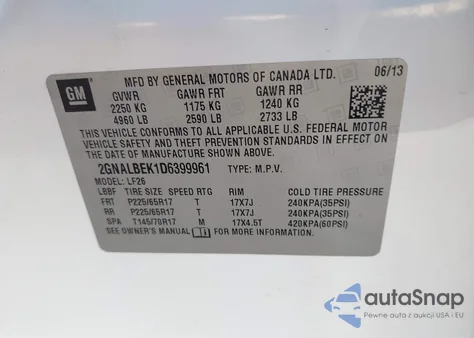 GM
MFD BY GENERAL MOTORS OF CANADA LTD.
06/13
GVWR GAWR FRT GAWR RR
2250 KG 1175 KG 1240 KG
4960 LB 2590 LB 2733 LB
THIS VEHICLE CONFORMS TO ALL APPLICABLE U.S. FEDERAL MOTOR
VEHICLE SAFETY AND THEFT PREVENTION STANDARDS IN EFFECT ON
THE DATE OF MANUFACTURE SHOWN ABOVE.
2GNALBEK1D6399961 TYPE: M.P.V.
MODEL: LF26
LBBF TIRE SIZE SPEED RTG RIM COLD TIRE PRESSURE
FRT P225/65R17 T 17X7J 240KPA(35PSI)
RR P225/65R17 T 17X7J 240KPA(35PSI)
SPA T145/70R17 M 17X4.5T 420KPA(60PSI)
SEE OWNER'S MANUAL FOR MORE INFORMATION.
autoSnap
Pewne auta z USA i EU